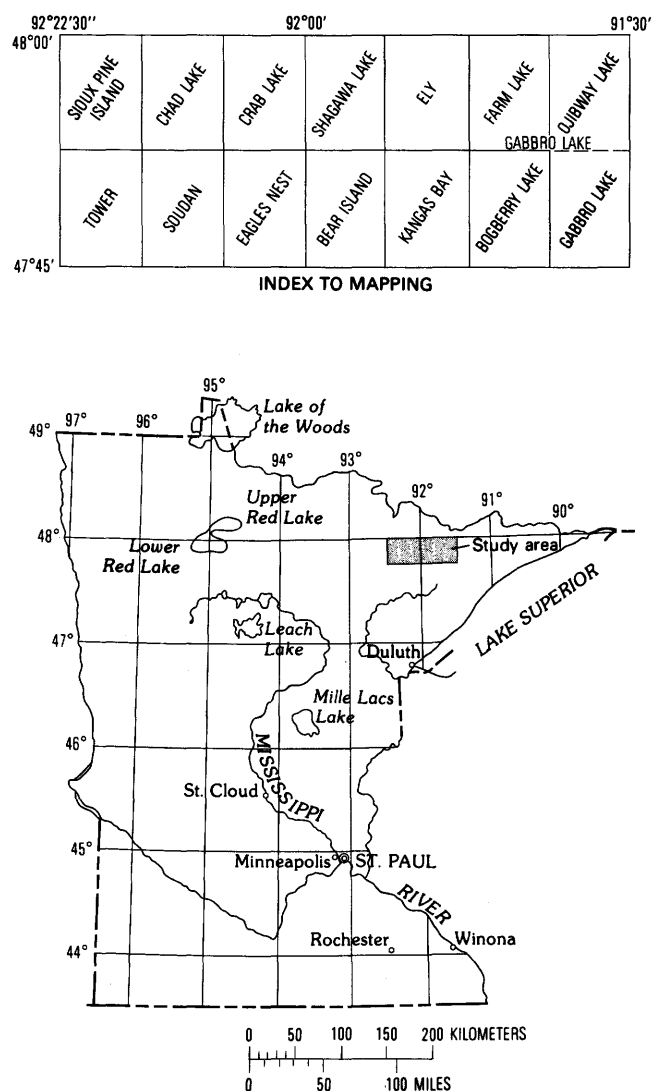 92°22'30" 92°00' 91°30'
48°00'
SIOUX PINE
ISLAND
CHAD LAKE
CRAB LAKE
SHAGAWA LAKE
ELY
FARM LAKE
OJIBWAY LAKE
GABBRO LAKE
TOWER
SOUDAN
EAGLES NEST
BEAR ISLAND
KANGAS BAY
BOGBERRY LAKE
GABBRO LAKE
47°45'
INDEX TO MAPPING
95°
97° 96°
Lake of
the Woods
49°
94° 93° 92° 91° 90°
Upper
Red Lake
48°
Lower
Red Lake
Study area
LAKE SUPERIOR
47°
Leach
Lake
Duluth
Mille Lacs
Lake
46°
MISSISSIPPI
St. Cloud
45°
Minneapolis ST. PAUL
RIVER
Rochester Winona
44°
0 50 100 150 200 KILOMETERS
0 50 100 MILES